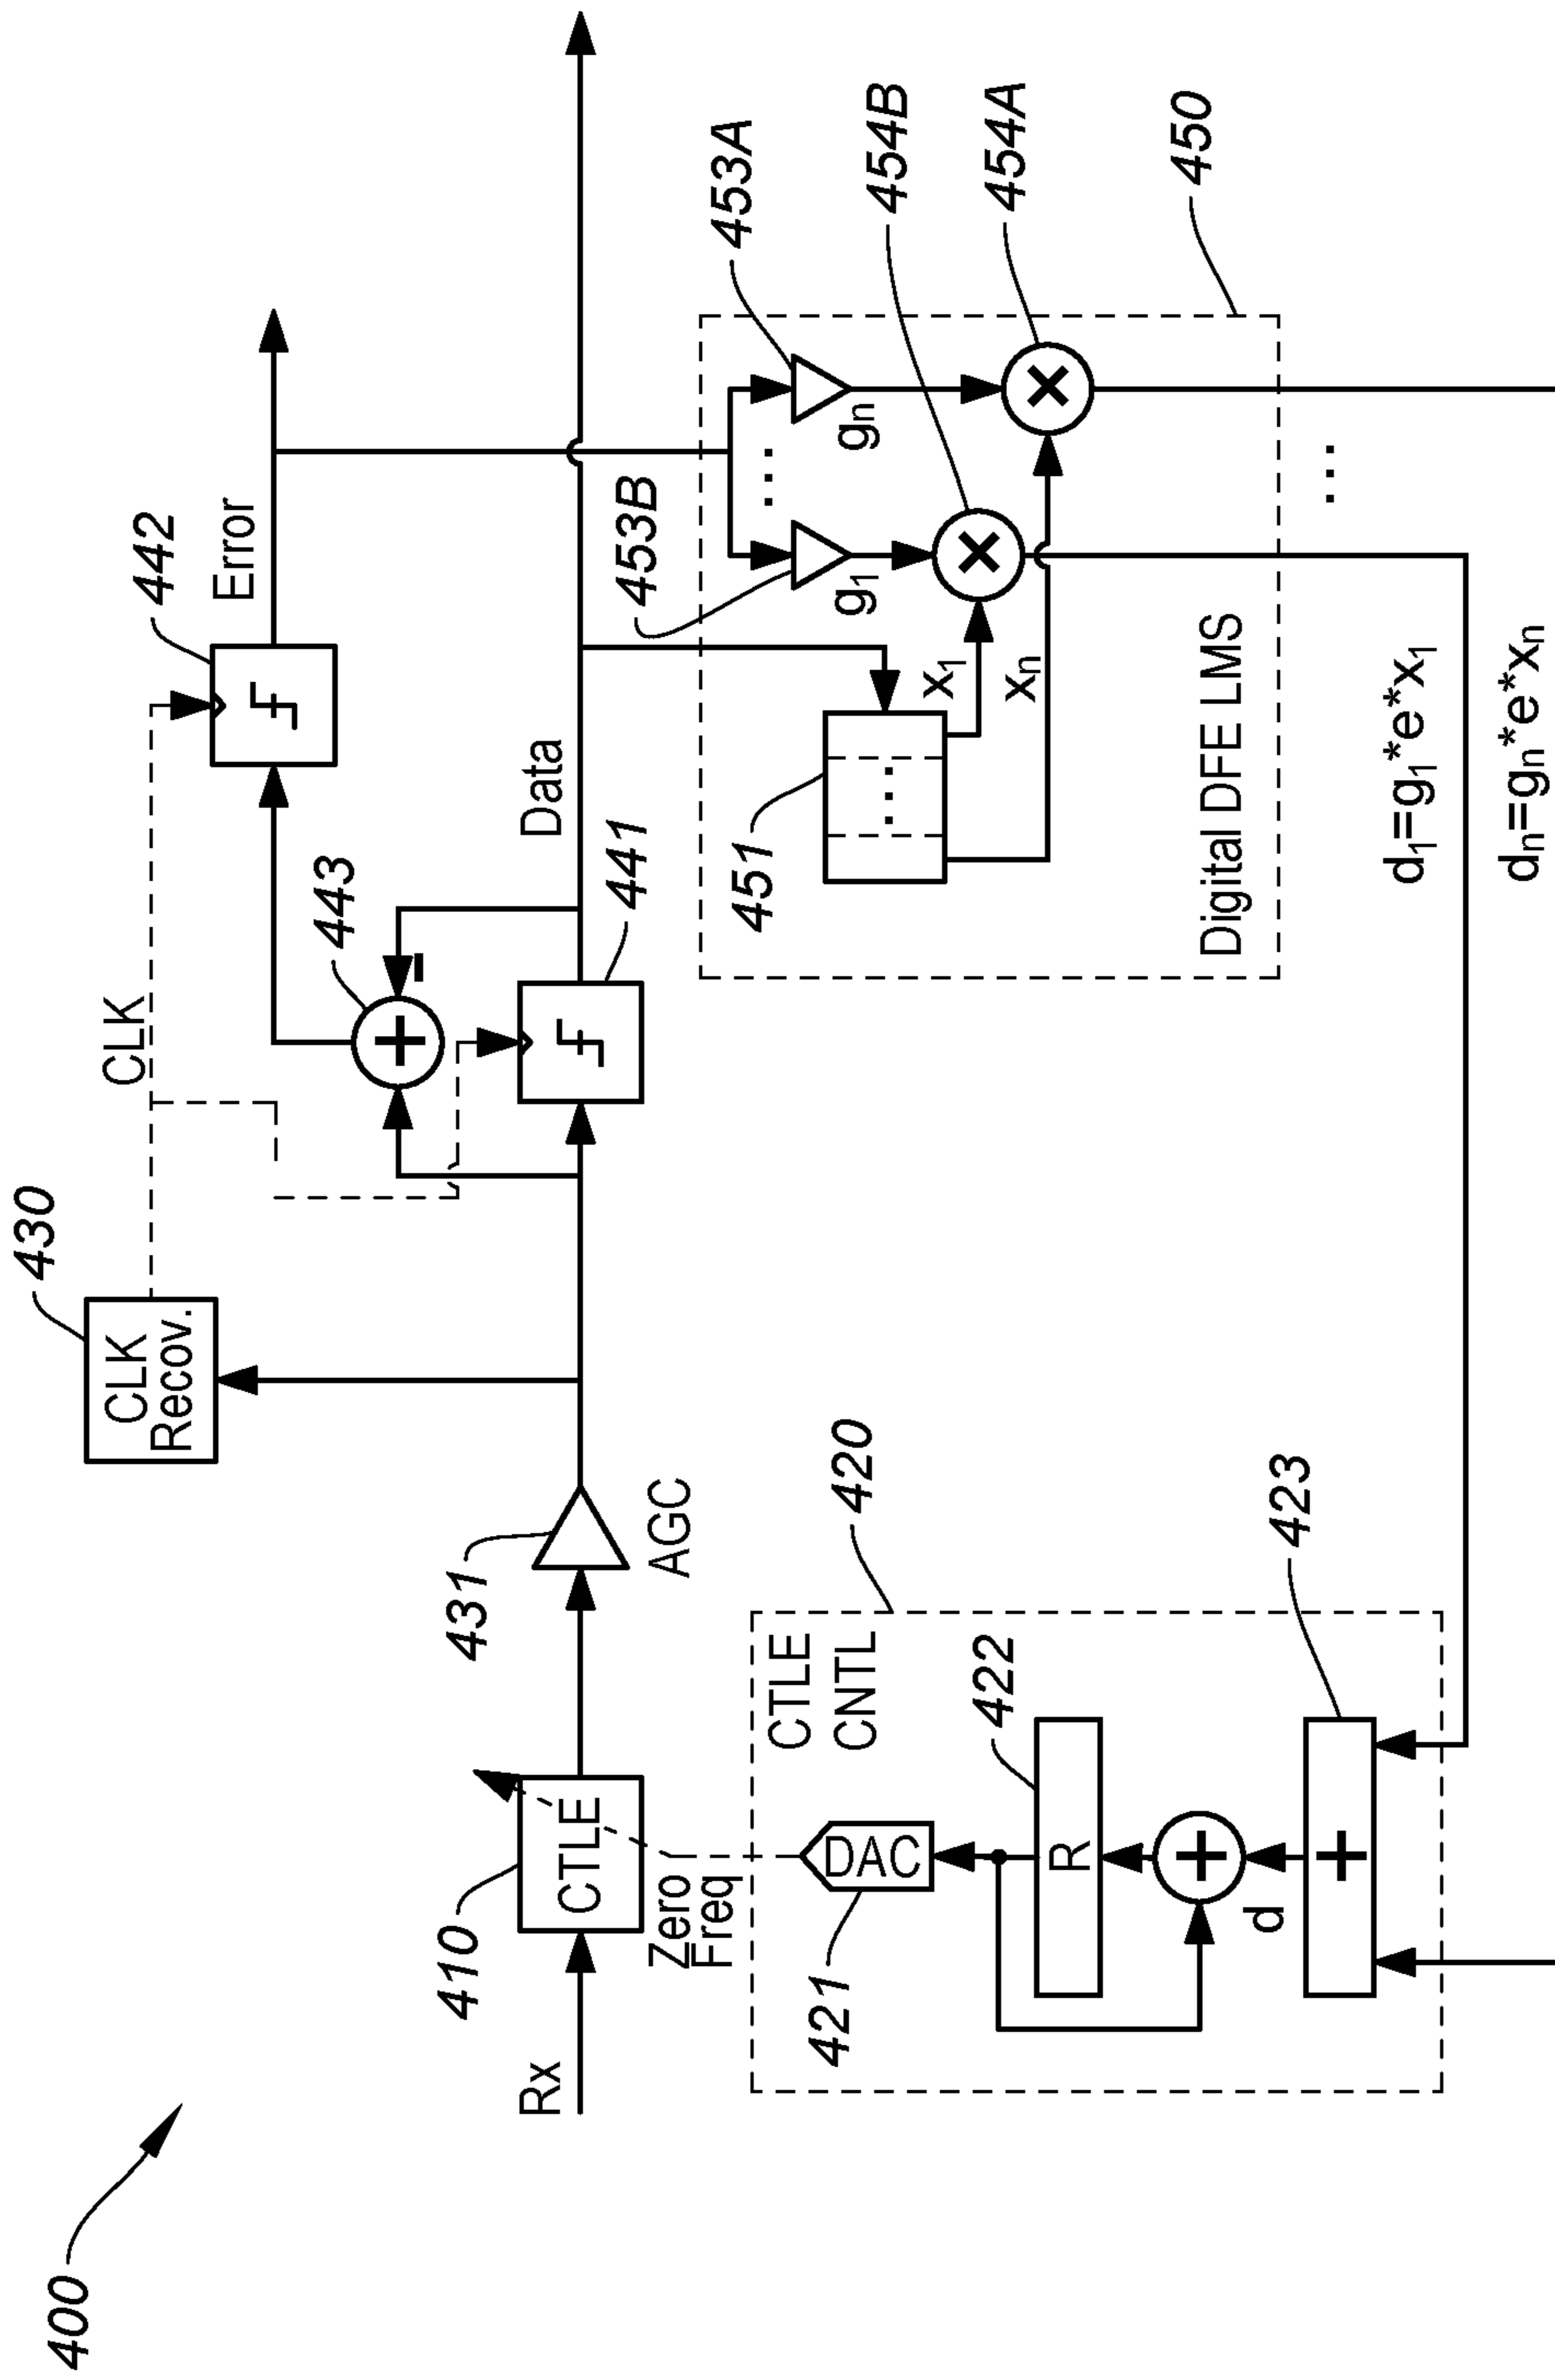 400
430
CLK
Recov.
CLK
442
Error
443
431
AGC
441
Data
410
Rx
CTLE
Zero
Freq
CTLE
CNTL
420
421
DAC
422
R
423
d
+
451
x₁
xₙ
453B
g₁
453A
gₙ
...
454B
454A
450
Digital DFE LMS
d₁=g₁*e*x₁
dₙ=gₙ*e*xₙ
...